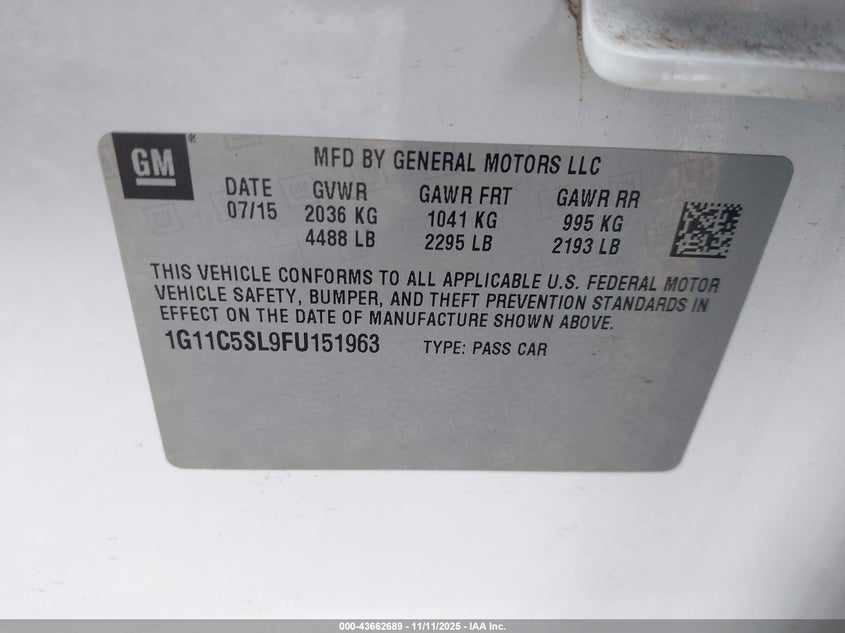 GM ®
MFD BY GENERAL MOTORS LLC
DATE GVWR GAWR FRT GAWR RR
07/15 2036 KG 1041 KG 995 KG
4488 LB 2295 LB 2193 LB
THIS VEHICLE CONFORMS TO ALL APPLICABLE U.S. FEDERAL MOTOR
VEHICLE SAFETY, BUMPER, AND THEFT PREVENTION STANDARDS IN
EFFECT ON THE DATE OF MANUFACTURE SHOWN ABOVE.
1G11C5SL9FU151963 TYPE: PASS CAR
000-43662689 - 11/11/2025 - IAA Inc.